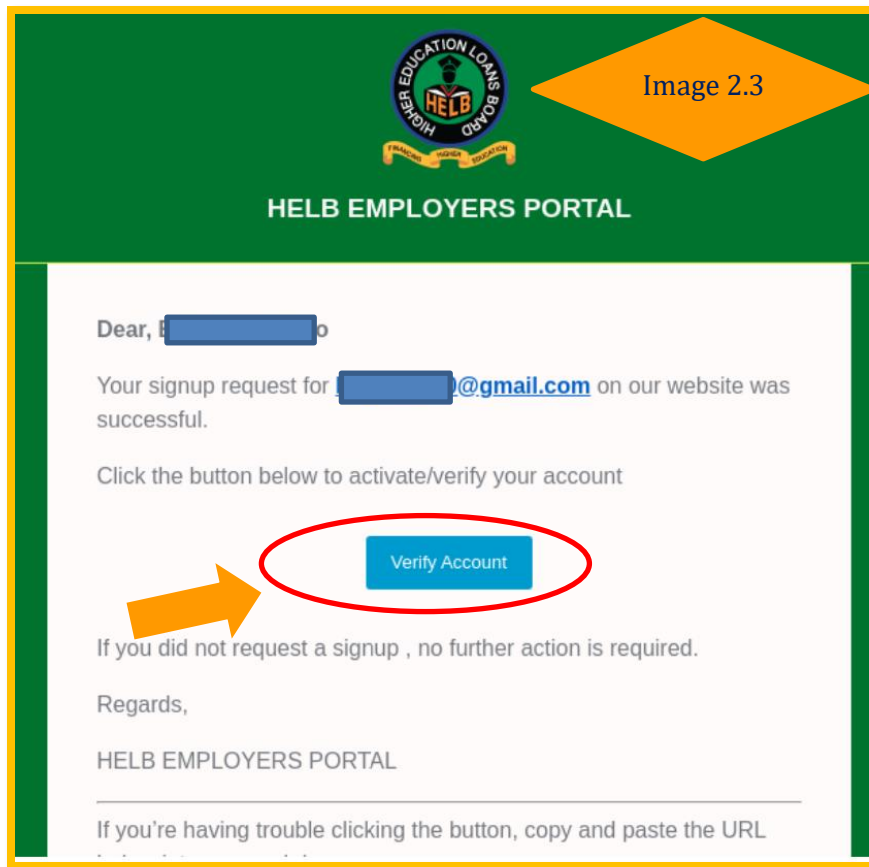 HIGHER EDUCATION LOANS BOARD
HELB
FINANCING HIGHER EDUCATION
Image 2.3
HELB EMPLOYERS PORTAL
Dear, o
Your signup request for @gmail.com on our website was
successful.
Click the button below to activate/verify your account
Verify Account
If you did not request a signup , no further action is required.
Regards,
HELB EMPLOYERS PORTAL
If you’re having trouble clicking the button, copy and paste the URL